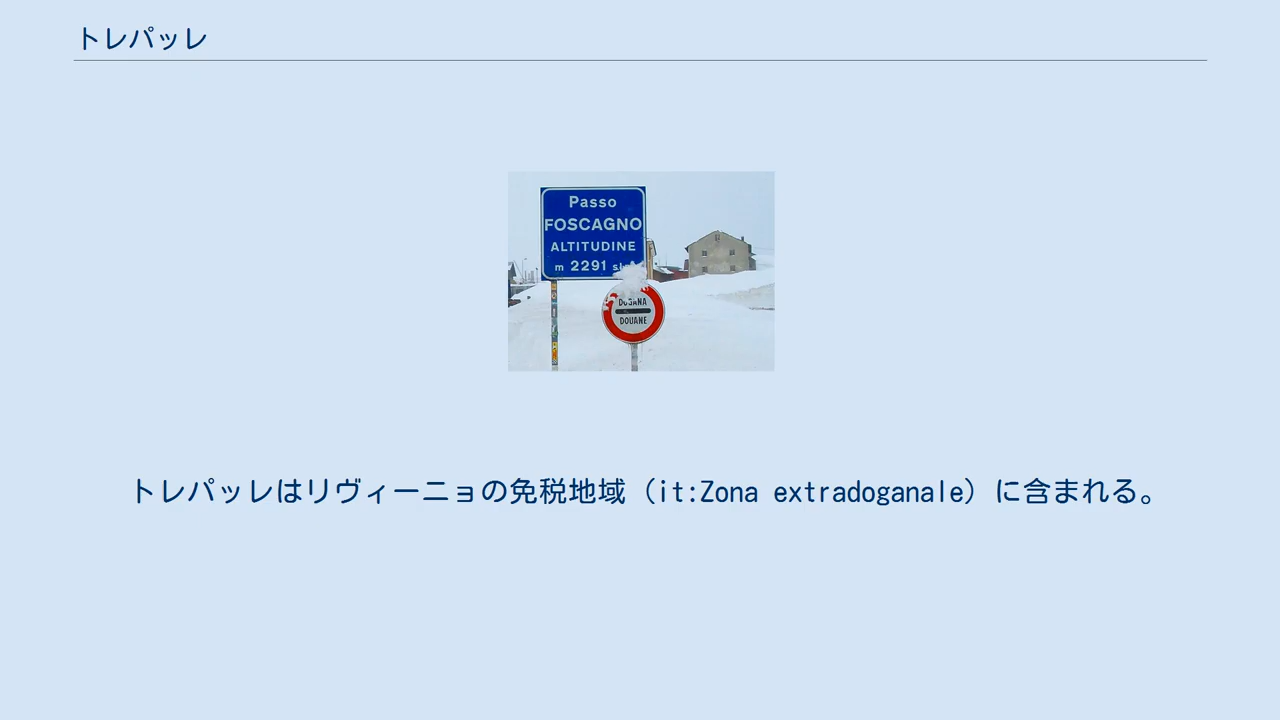 トレパッレ
Passo
FOSCAGNO
ALTITUDINE
m 2291 s.l.
DOGANA
DOUANE
トレパッレはリヴィーニョの免税地域（it:Zona extradoganale）に含まれる。